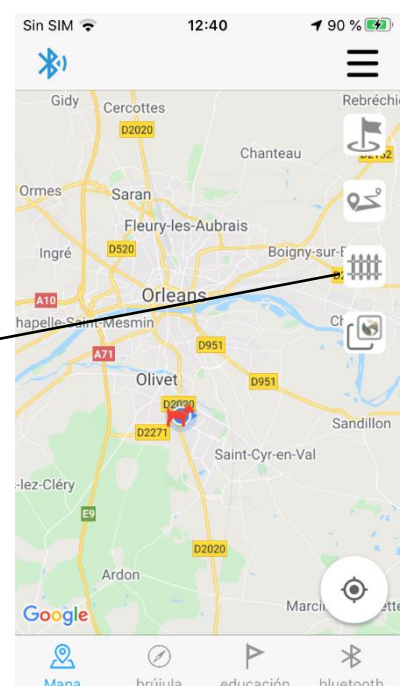 Sin SIM 12:40 90 %
Gidy Cercottes Rebréchi
D2020
Chanteau
Ormes Saran
Fleury-les-Aubrais
Ingré D520 Boigny-sur-
A10 Orleans
hapelle-Saint-Mesmin
A71 D951
Olivet D951
D2020
D2271 Sandillon
Saint-Cyr-en-Val
-lez-Cléry
E9
D2020
Ardon
Google Marci
Mapa brújula educación bluetooth